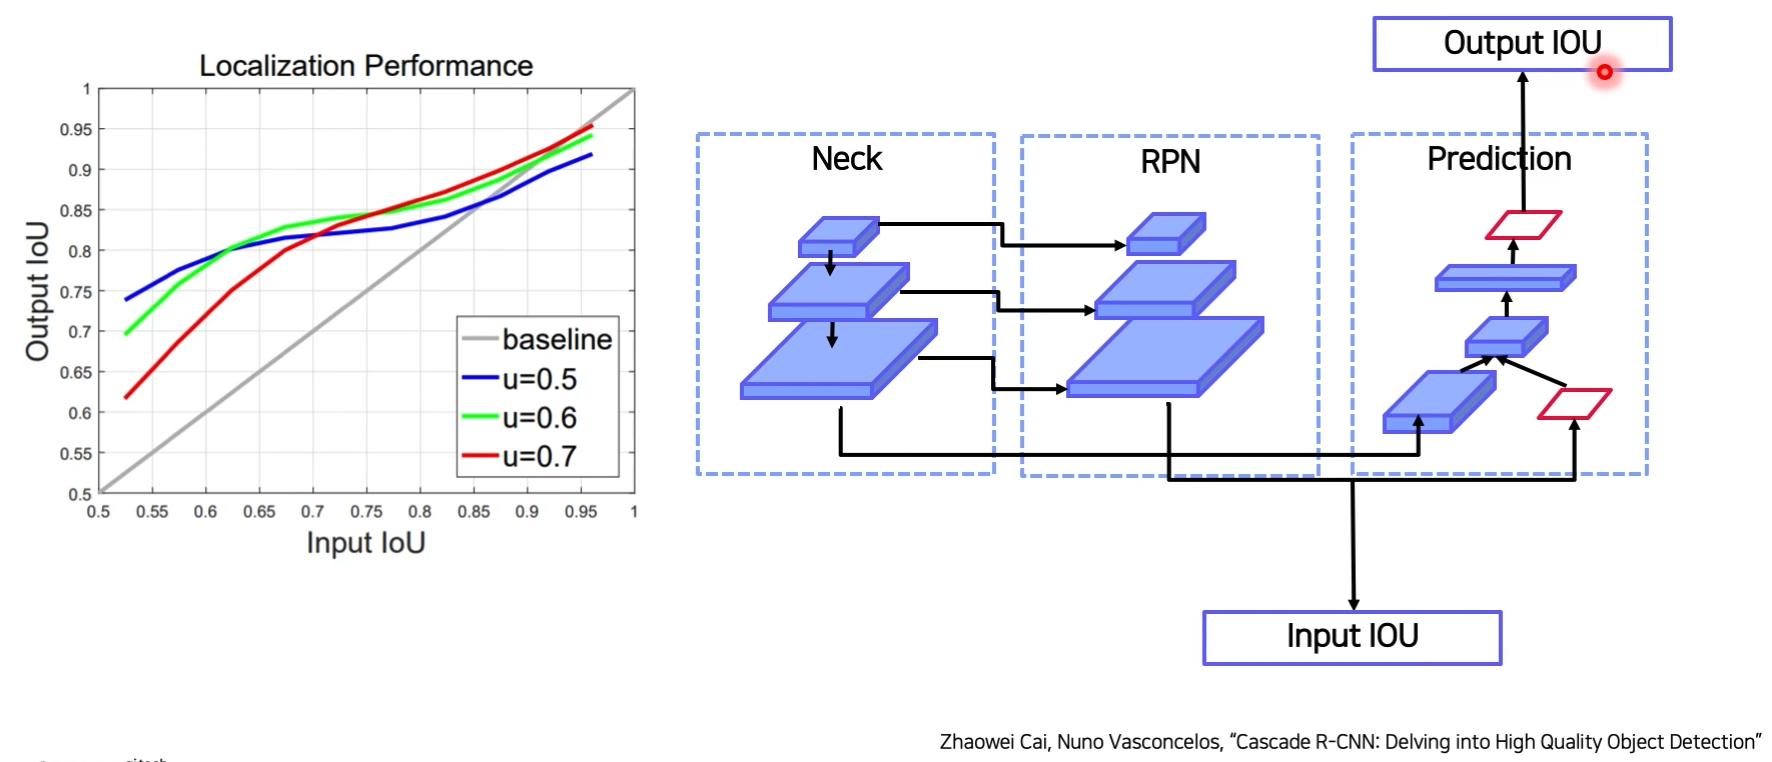 Localization Performance
1
0.95
0.9
0.85
0.8
0.75
0.7
0.65
0.6
0.55
0.5
Output IoU
baseline
u=0.5
u=0.6
u=0.7
0.5 0.55 0.6 0.65 0.7 0.75 0.8 0.85 0.9 0.95 1
Input IoU
Output IOU
Neck
RPN
Prediction
Input IOU
Zhaowei Cai, Nuno Vasconcelos, “Cascade R-CNN: Delving into High Quality Object Detection”